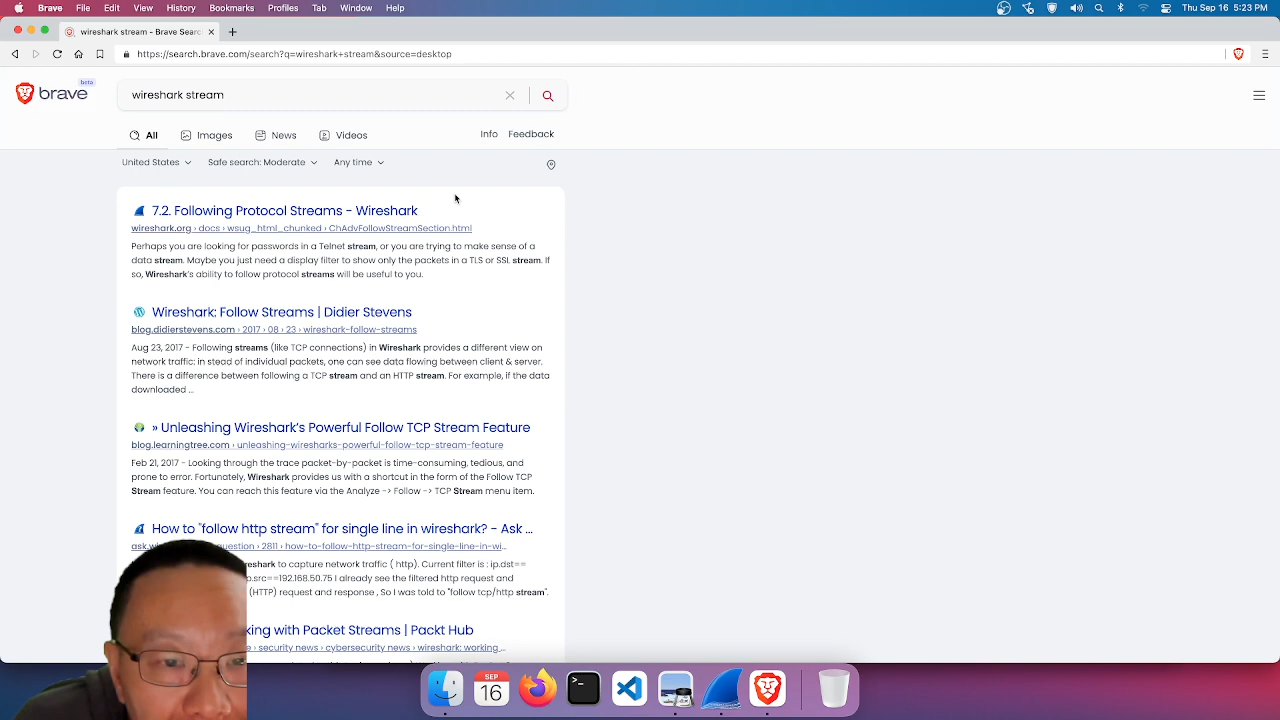 Brave File Edit View History Bookmarks Profiles Tab Window Help Thu Sep 16 5:23 PM
wireshark stream - Brave Searc
https://search.brave.com/search?q=wireshark+stream&source=desktop
brave beta
wireshark stream
All Images News Videos Info Feedback
United States Safe search: Moderate Any time
7.2. Following Protocol Streams - Wireshark
wireshark.org › docs › wsug_html_chunked › ChAdvFollowStreamSection.html
Perhaps you are looking for passwords in a Telnet stream, or you are trying to make sense of a
data stream. Maybe you just need a display filter to show only the packets in a TLS or SSL stream. If
so, Wireshark's ability to follow protocol streams will be useful to you.
Wireshark: Follow Streams | Didier Stevens
blog.didierstevens.com › 2017 › 08 › 23 › wireshark-follow-streams
Aug 23, 2017 - Following streams (like TCP connections) in Wireshark provides a different view on
network traffic: in stead of individual packets, one can see data flowing between client & server.
There is a difference between following a TCP stream and an HTTP stream. For example, if the data
downloaded ...
» Unleashing Wireshark's Powerful Follow TCP Stream Feature
blog.learningtree.com › unleashing-wiresharks-powerful-follow-tcp-stream-feature
Feb 21, 2017 - Looking through the trace packet-by-packet is time-consuming, tedious, and
prone to error. Fortunately, Wireshark provides us with a shortcut in the form of the Follow TCP
Stream feature. You can reach this feature via the Analyze -> Follow -> TCP Stream menu item.
How to "follow http stream" for single line in wireshark? - Ask ...
question › 2811 › how-to-follow-http-stream-for-single-line-in-wi...
to capture network traffic ( http). Current filter is : ip.dst==
src==192.168.50.75 I already see the filtered http request and
(HTTP) request and response , So I was told to "follow tcp/http stream".
with Packet Streams | Packt Hub
› security news › cybersecurity news › wireshark: working ...
SEP
16